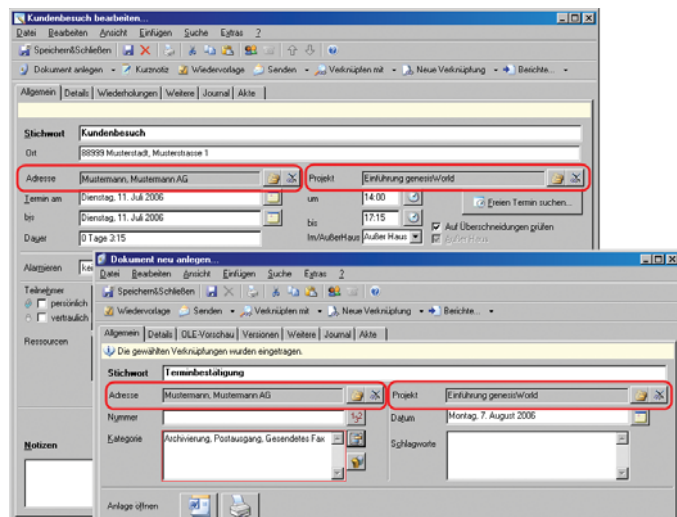 Kundenbesuch bearbeiten...
Datei Bearbeiten Ansicht Einfügen Suche Extras ?
Speichern&Schließen
Dokument anlegen Kurznotiz Wiedervorlage Senden Verknüpfen mit Neue Verknüpfung Berichte...
Allgemein Details Wiederholungen Weitere Journal Akte
Stichwort Kundenbesuch
Ort 88999 Musterstadt, Musterstrasse 1
Adresse Mustermann, Mustermann AG Projekt Einführung genesisWorld
Termin am Dienstag, 11. Juli 2006 um 14:00 Freien Termin suchen...
bis Dienstag, 11. Juli 2006 bis 17:15 Auf Überschneidungen prüfen
Dauer 0 Tage 3:15 Im/AußerHaus Außer Haus Außer Haus
Alarmieren
Teilnehmer
persönlich
vertraulich
Ressourcen
Notizen
Dokument neu anlegen...
Datei Bearbeiten Ansicht Einfügen Suche Extras ?
Speichern&Schließen
Wiedervorlage Senden Verknüpfen mit Neue Verknüpfung Berichte...
Allgemein Details OLE-Vorschau Versionen Weitere Journal Akte
Die gewählten Verknüpfungen wurden eingetragen.
Stichwort Terminbestätigung
Adresse Mustermann, Mustermann AG Projekt Einführung genesisWorld
Nummer Datum Montag, 7. August 2006
Kategorie Archivierung, Postausgang, Gesendetes Fax Schlagworte
Anlage öffnen